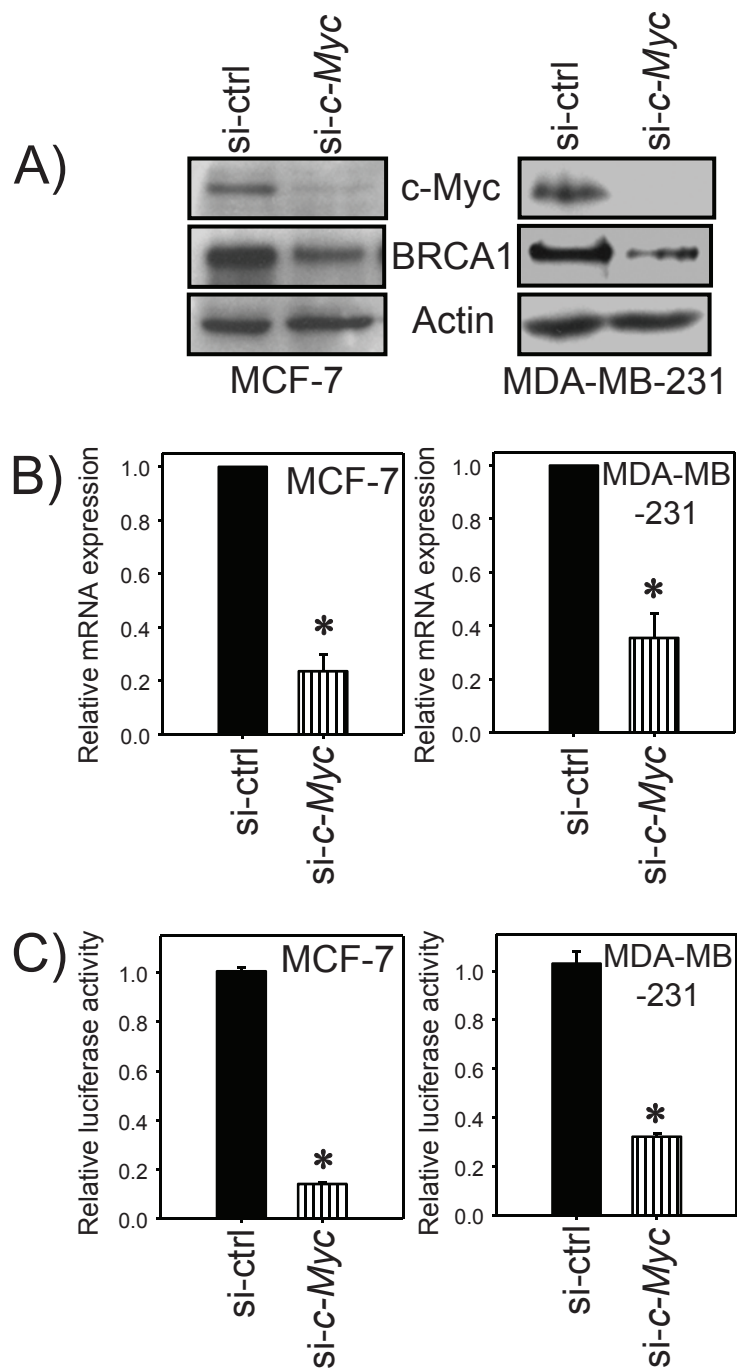 A)
si-ctrl
si-c-Myc
si-ctrl
si-c-Myc
c-Myc
BRCA1
Actin
MCF-7
MDA-MB-231
B)
Relative mRNA expression
1.0
0.8
0.6
0.4
0.2
0.0
MCF-7
*
si-ctrl
si-c-Myc
Relative mRNA expression
1.0
0.8
0.6
0.4
0.2
0.0
MDA-MB
-231
*
si-ctrl
si-c-Myc
C)
Relative luciferase activity
1.0
0.8
0.6
0.4
0.2
0.0
MCF-7
*
si-ctrl
si-c-Myc
Relative luciferase activity
1.0
0.8
0.6
0.4
0.2
0.0
MDA-MB
-231
*
si-ctrl
si-c-Myc